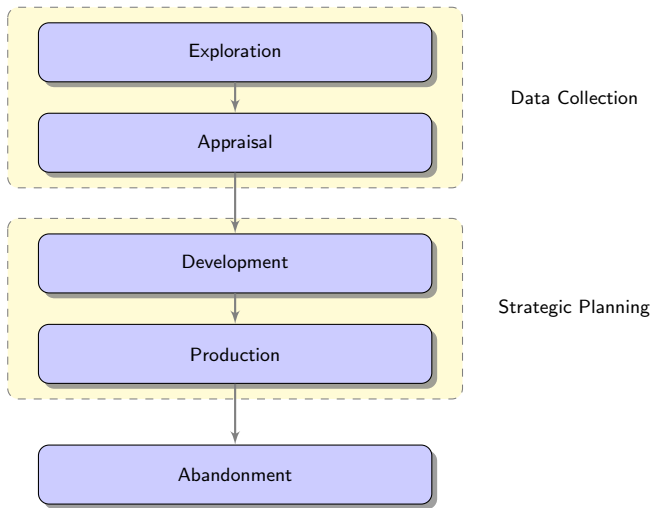 Exploration
Data Collection
Appraisal
Development
Strategic Planning
Production
Abandonment